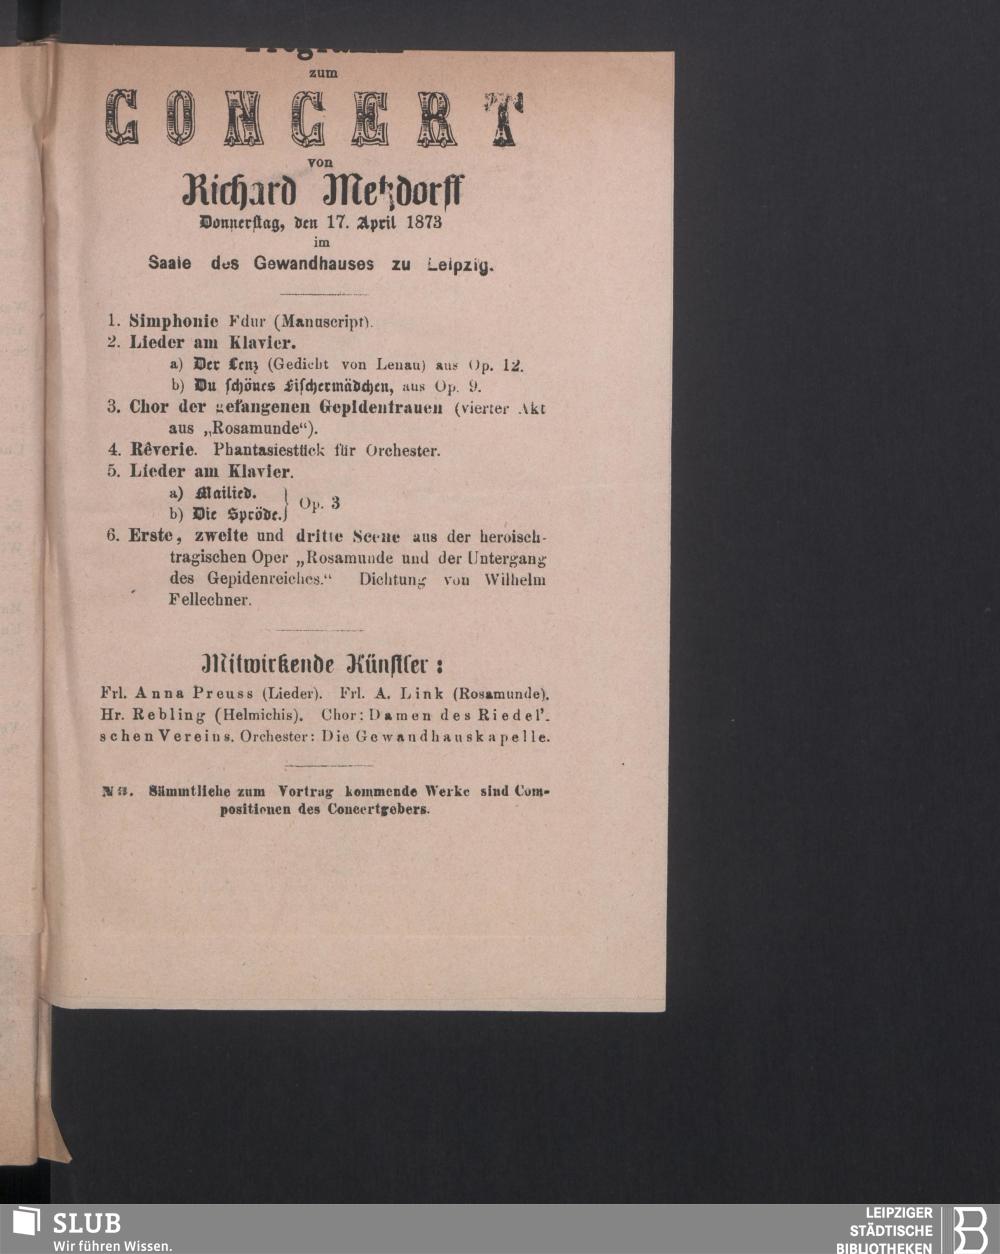 Programm
zum
CONCERT
von
Richard Metzdorff
Donnerstag, den 17. April 1873
im
Saale des Gewandhauses zu Leipzig.
1. Simphonie Fdur (Manuscript).
2. Lieder am Klavier.
a) Der Lenz (Gedicht von Lenau) aus Op. 12.
b) Du schönes Fischermädchen, aus Op. 9.
3. Chor der gefangenen Gepidenfrauen (vierter Akt
aus „Rosamunde“).
4. Rêverie. Phantasiestück für Orchester.
5. Lieder am Klavier.
a) Mailied.
b) Die Spröde. } Op. 3
6. Erste, zweite und dritte Scene aus der heroisch-
tragischen Oper „Rosamunde und der Untergang
des Gepidenreiches.“ Dichtung von Wilhelm
Fellechner.
Mitwirkende Künstler:
Frl. Anna Preuss (Lieder). Frl. A. Link (Rosamunde).
Hr. Rebling (Helmichis). Chor: Damen des Riedel’-
schen Vereins. Orchester: Die Gewandhauskapelle.
NB. Sämmtliche zum Vortrag kommende Werke sind Com-
positionen des Concertgebers.
SLUB
Wir führen Wissen.
LEIPZIGER
STÄDTISCHE
BIBLIOTHEKEN